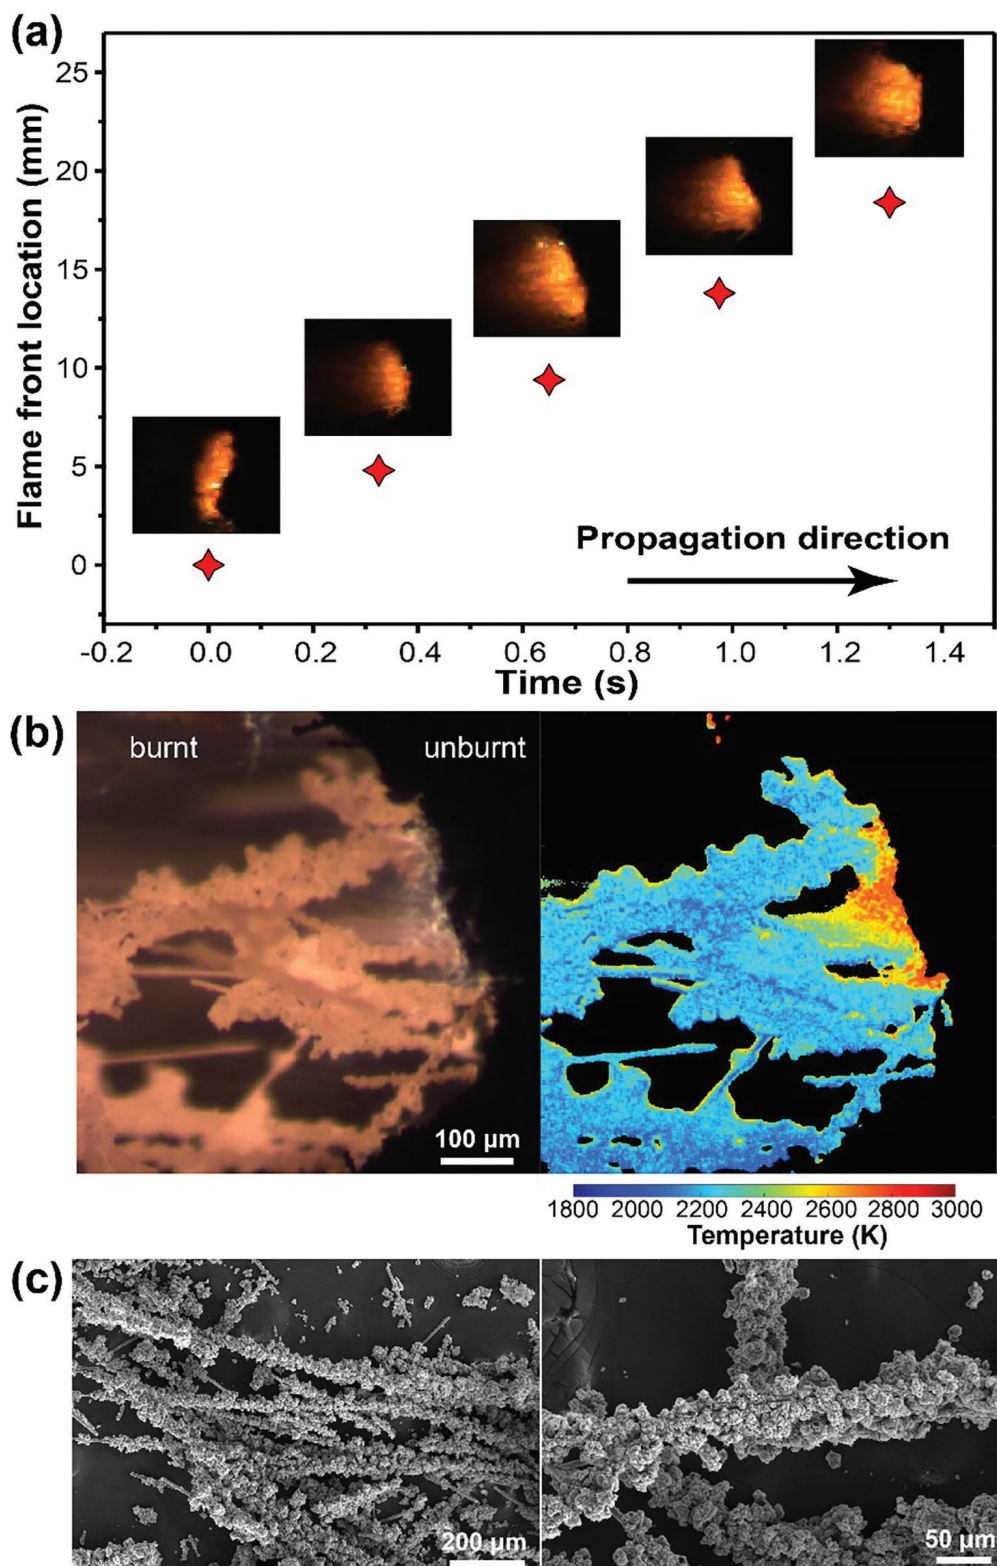 (a)
Flame front location (mm)
25
20
15
10
5
0
Propagation direction
-0.2 0.0 0.2 0.4 0.6 0.8 1.0 1.2 1.4
Time (s)
(b)
burnt unburnt
100 µm
1800 2000 2200 2400 2600 2800 3000
Temperature (K)
(c)
200 µm 50 µm